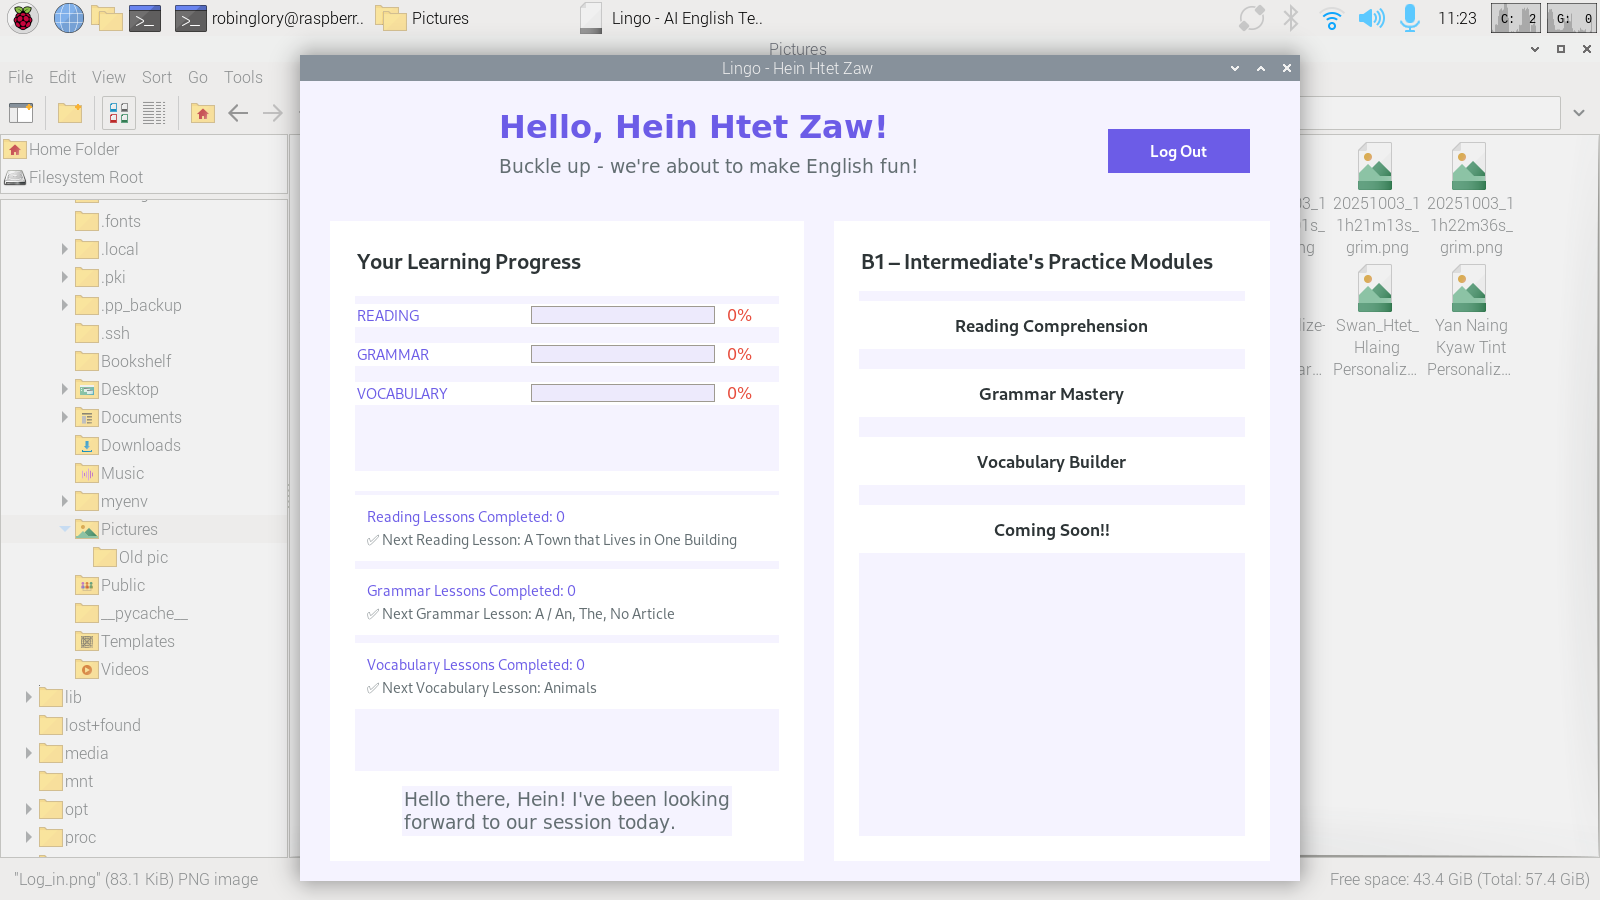 robinglory@raspberr..
Pictures
Lingo - AI English Te..
11:23
C: 2
G: 0
Pictures
File Edit View Sort Go Tools
Home Folder
Filesystem Root
.fonts
.local
.pki
.pp_backup
.ssh
Bookshelf
Desktop
Documents
Downloads
Music
myenv
Pictures
Old pic
Public
__pycache__
Templates
Videos
lib
lost+found
media
mnt
opt
proc
"Log_in.png" (83.1 KiB) PNG image
Lingo - Hein Htet Zaw
Hello, Hein Htet Zaw!
Buckle up - we're about to make English fun!
Log Out
Your Learning Progress
READING 0%
GRAMMAR 0%
VOCABULARY 0%
Reading Lessons Completed: 0
✅ Next Reading Lesson: A Town that Lives in One Building
Grammar Lessons Completed: 0
✅ Next Grammar Lesson: A / An, The, No Article
Vocabulary Lessons Completed: 0
✅ Next Vocabulary Lesson: Animals
Hello there, Hein! I've been looking
forward to our session today.
B1 – Intermediate's Practice Modules
Reading Comprehension
Grammar Mastery
Vocabulary Builder
Coming Soon!!
20251003_1
1h21m13s_
grim.png
20251003_1
1h22m36s_
grim.png
Swan_Htet_
Hlaing
Personaliz...
Yan Naing
Kyaw Tint
Personaliz...
Free space: 43.4 GiB (Total: 57.4 GiB)